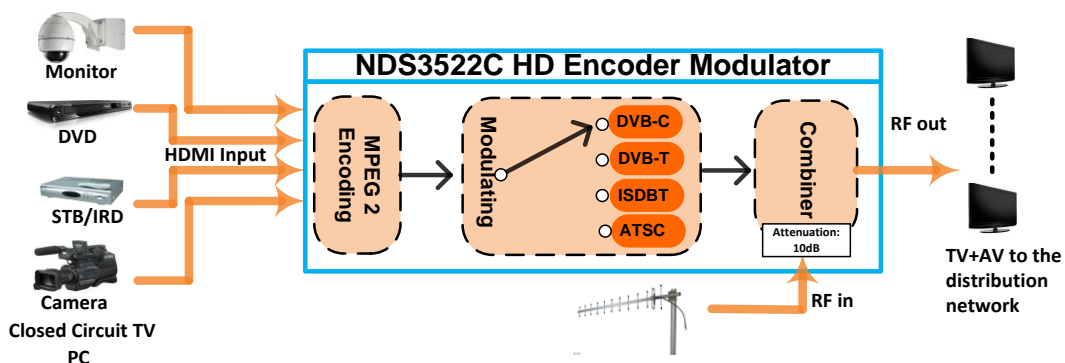 NDS3522C HD Encoder Modulator
Monitor
DVD
HDMI Input
STB/IRD
Camera
Closed Circuit TV
PC
MPEG 2
Encoding
Modulating
DVB-C
DVB-T
ISDBT
ATSC
Combiner
Attenuation:
10dB
RF in
RF out
TV+AV to the
distribution
network